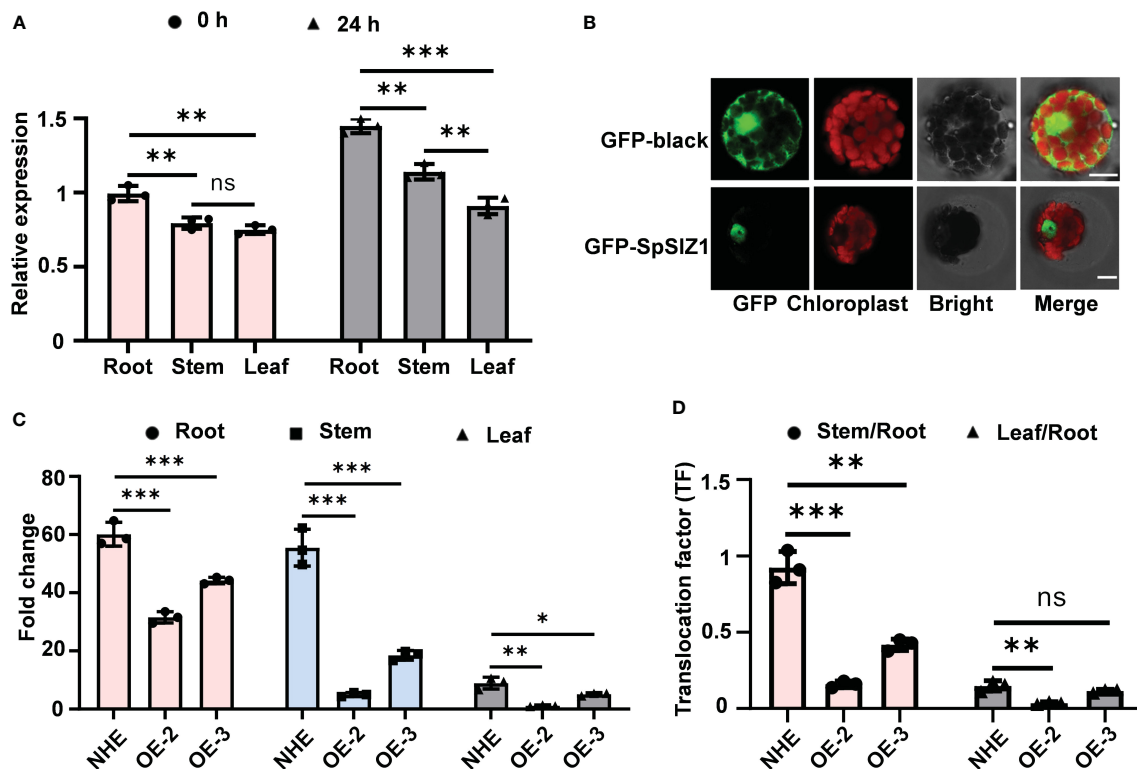 A
0 h
24 h
Relative expression
1.5
1
0.5
0
**
**
ns
***
**
**
Root
Stem
Leaf
Root
Stem
Leaf
B
GFP-black
GFP-SpSIZ1
GFP
Chloroplast
Bright
Merge
C
Root
Stem
Leaf
Fold change
80
60
40
20
0
***
***
***
***
*
**
NHE
OE-2
OE-3
NHE
OE-2
OE-3
NHE
OE-2
OE-3
D
Stem/Root
Leaf/Root
Translocation factor (TF)
1.5
1
0.5
0
**
***
ns
**
NHE
OE-2
OE-3
NHE
OE-2
OE-3